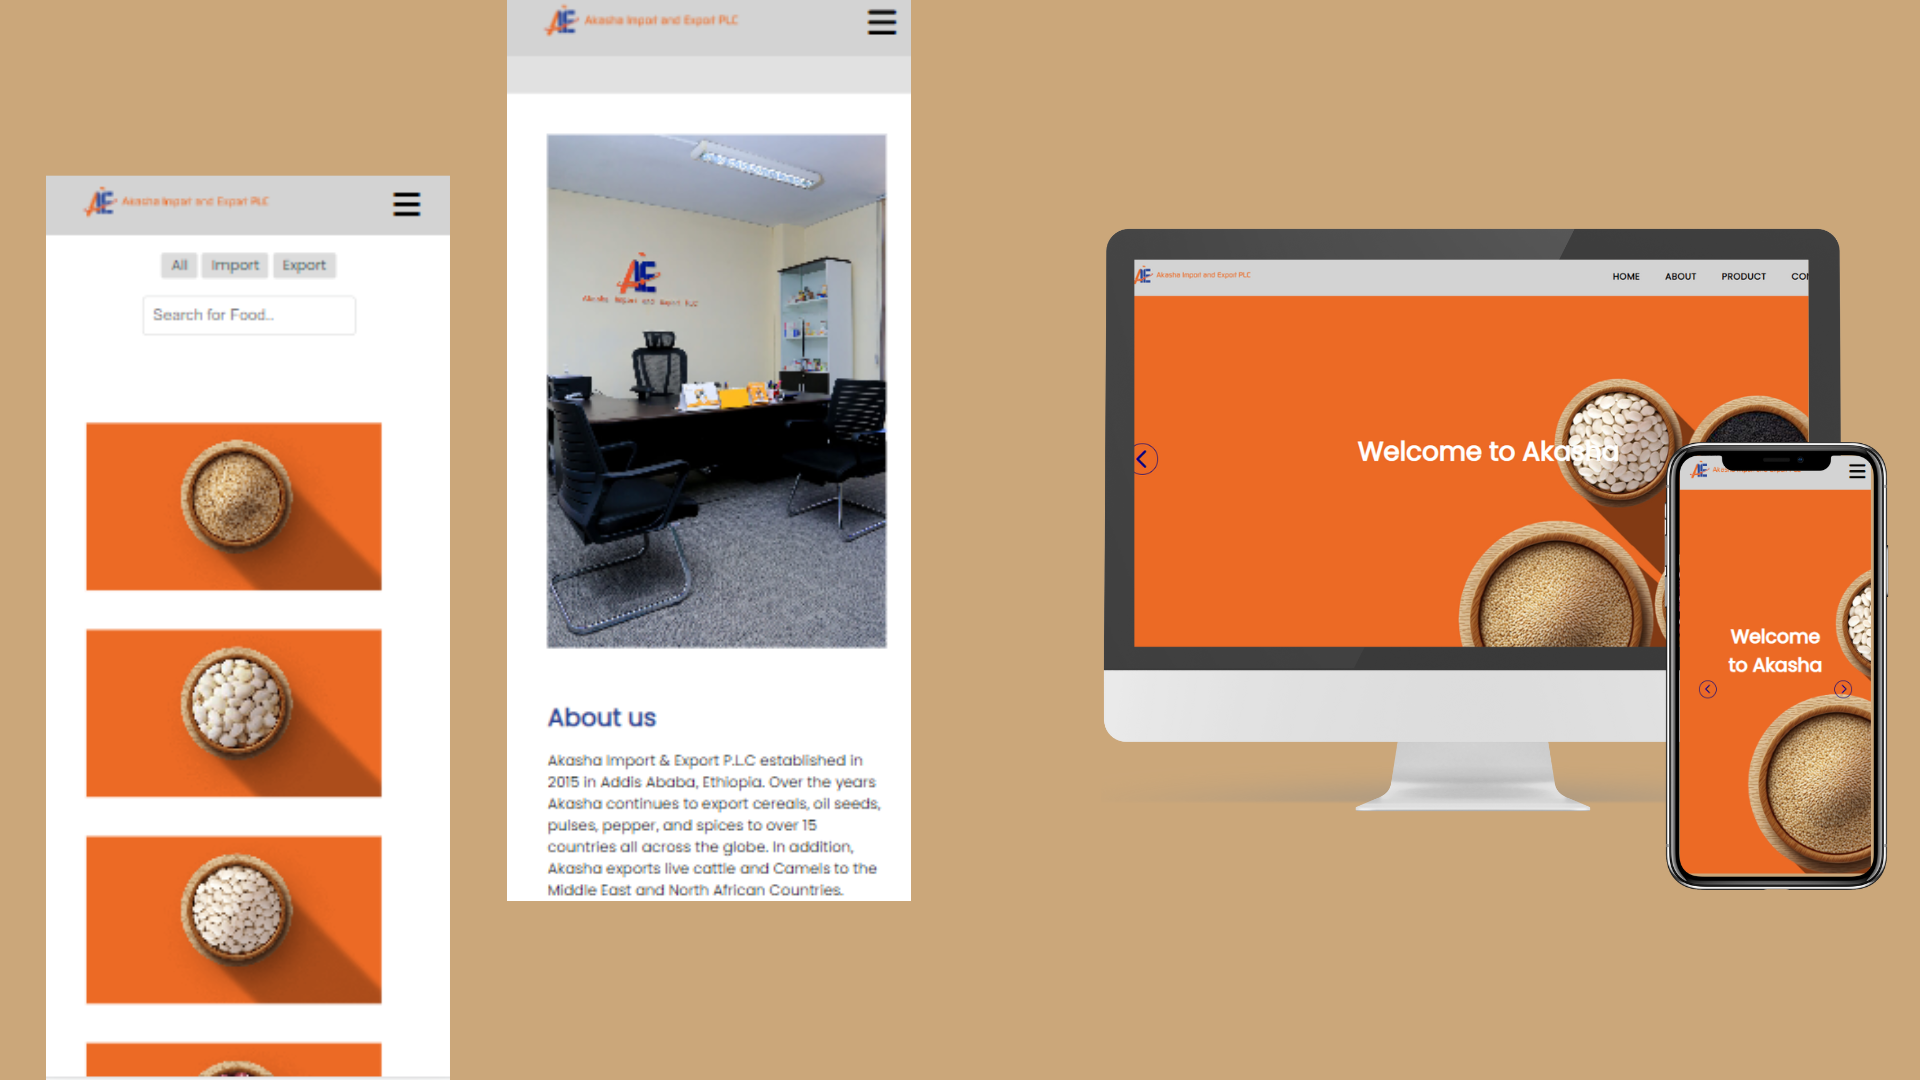 Akasha Import and Export PLC
All
Import
Export
Search for Food...
Akasha Import and Export PLC
AIE
Akasha Import and Export PLC
About us
Akasha Import & Export P.L.C established in
2015 in Addis Ababa, Ethiopia. Over the years
Akasha continues to export cereals, oil seeds,
pulses, pepper, and spices to over 15
countries all across the globe. In addition,
Akasha exports live cattle and Camels to the
Middle East and North African Countries.
Akasha Import and Export PLC
HOME
ABOUT
PRODUCT
CO
Welcome to Akasha
Welcome
to Akasha